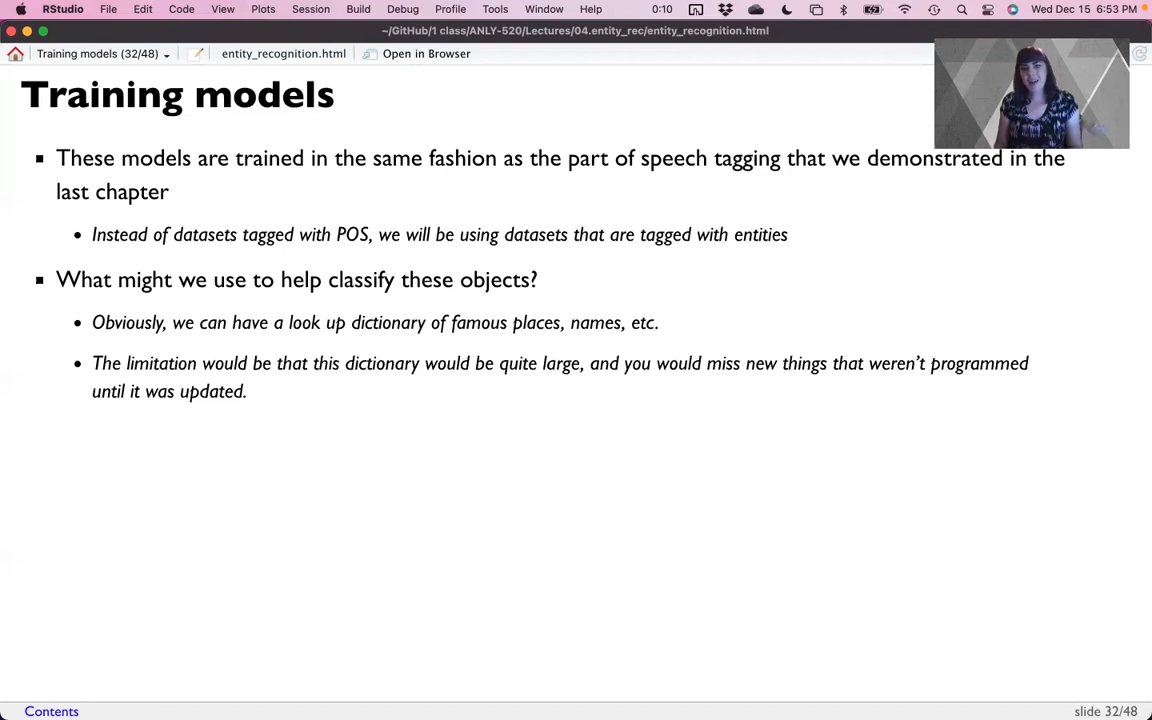 RStudio File Edit Code View Plots Session Build Debug Profile Tools Window Help 0:10 Wed Dec 15 6:53 PM
~/GitHub/1 class/ANLY-520/Lectures/04.entity_rec/entity_recognition.html
Training models (32/48) entity_recognition.html Open in Browser
Training models
These models are trained in the same fashion as the part of speech tagging that we demonstrated in the
last chapter
Instead of datasets tagged with POS, we will be using datasets that are tagged with entities
What might we use to help classify these objects?
Obviously, we can have a look up dictionary of famous places, names, etc.
The limitation would be that this dictionary would be quite large, and you would miss new things that weren't programmed
until it was updated.
Contents slide 32/48